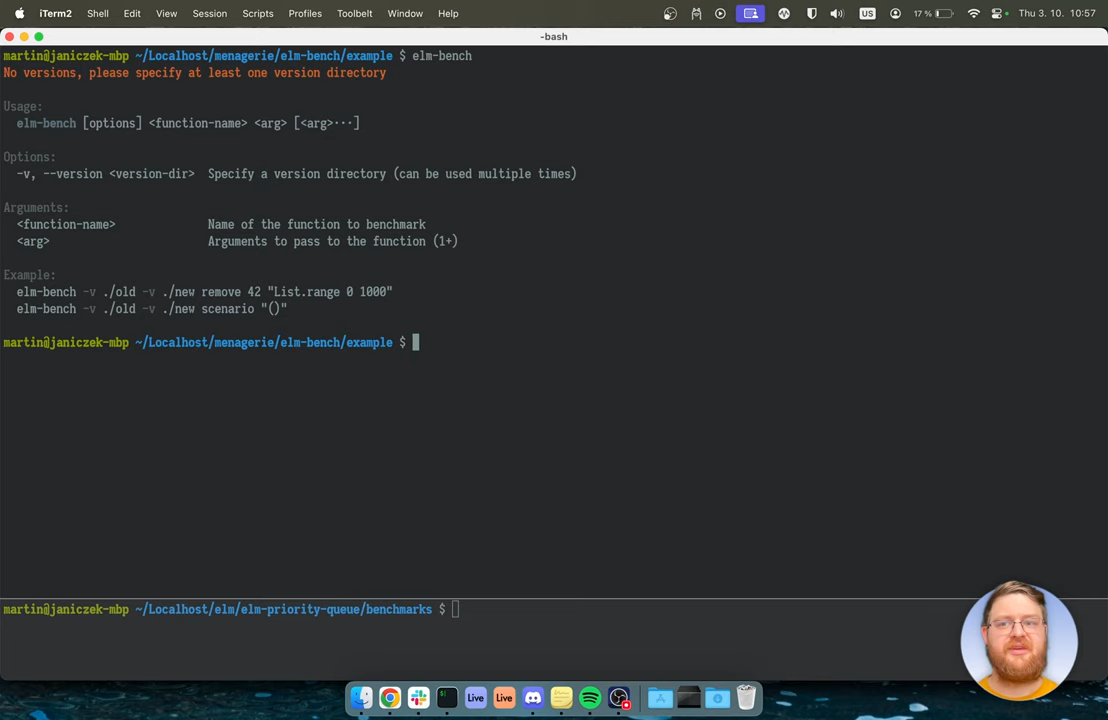 iTerm2 Shell Edit View Session Scripts Profiles Toolbelt Window Help US 17 % Thu 3. 10. 10:57
-bash
martin@janiczek-mbp ~/Localhost/menagerie/elm-bench/example $ elm-bench
No versions, please specify at least one version directory
Usage:
elm-bench [options] <function-name> <arg> [<arg>...]
Options:
-v, --version <version-dir> Specify a version directory (can be used multiple times)
Arguments:
<function-name> Name of the function to benchmark
<arg> Arguments to pass to the function (1+)
Example:
elm-bench -v ./old -v ./new remove 42 "List.range 0 1000"
elm-bench -v ./old -v ./new scenario "()"
martin@janiczek-mbp ~/Localhost/menagerie/elm-bench/example $
martin@janiczek-mbp ~/Localhost/elm/elm-priority-queue/benchmarks $
Live Live